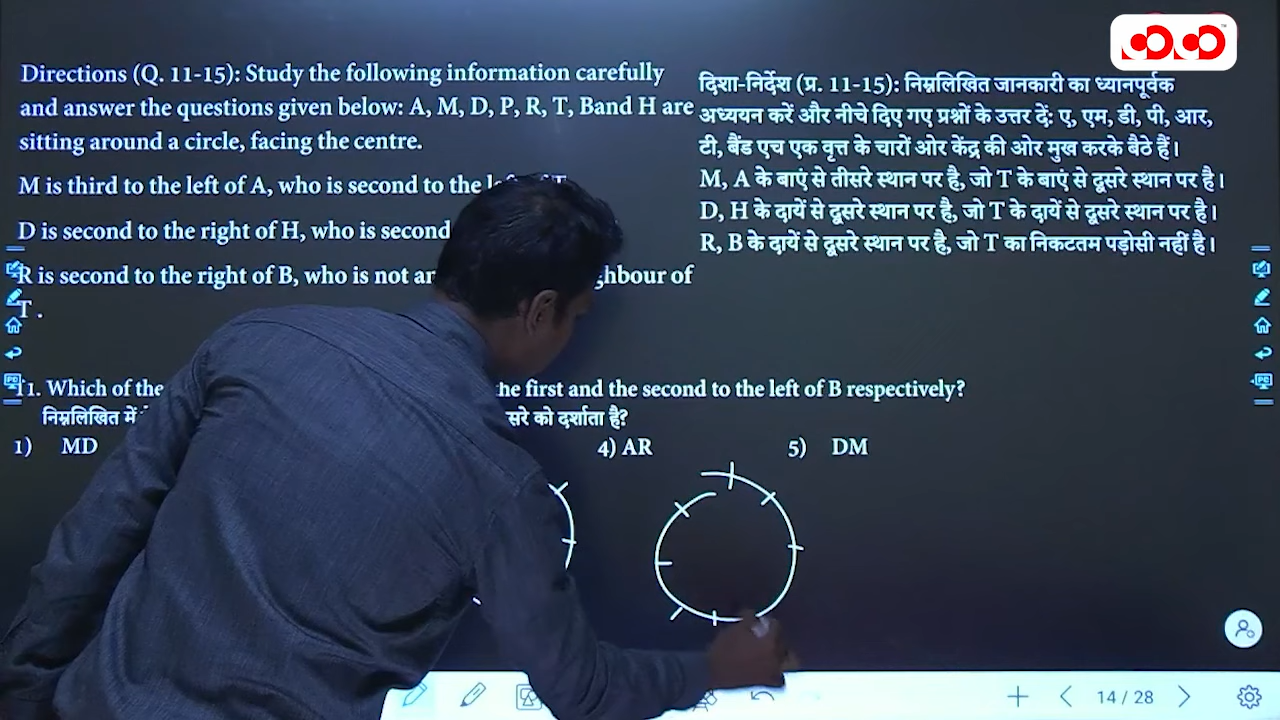 Directions (Q. 11-15): Study the following information carefully
and answer the questions given below: A, M, D, P, R, T, Band H are
sitting around a circle, facing the centre.
M is third to the left of A, who is second to the
D is second to the right of H, who is second
R is second to the right of B, who is not
T .
दिशा-निर्देश (प्र. 11-15): निम्नलिखित जानकारी का ध्यानपूर्वक
अध्ययन करें और नीचे दिए गए प्रश्नों के उत्तर दें: ए, एम, डी, पी, आर,
टी, बैंड एच एक वृत्त के चारों ओर केंद्र की ओर मुख करके बैठे हैं।
M, A के बाएं से तीसरे स्थान पर है, जो T के बाएं से दूसरे स्थान पर है।
D, H के दायें से दूसरे स्थान पर है, जो T के दायें से दूसरे स्थान पर है।
R, B के दायें से दूसरे स्थान पर है, जो T का निकटतम पड़ोसी नहीं है।
11. Which of the first and the second to the left of B respectively?
निम्नलिखित में को दर्शाता है?
1) MD 4) AR 5) DM
14 / 28